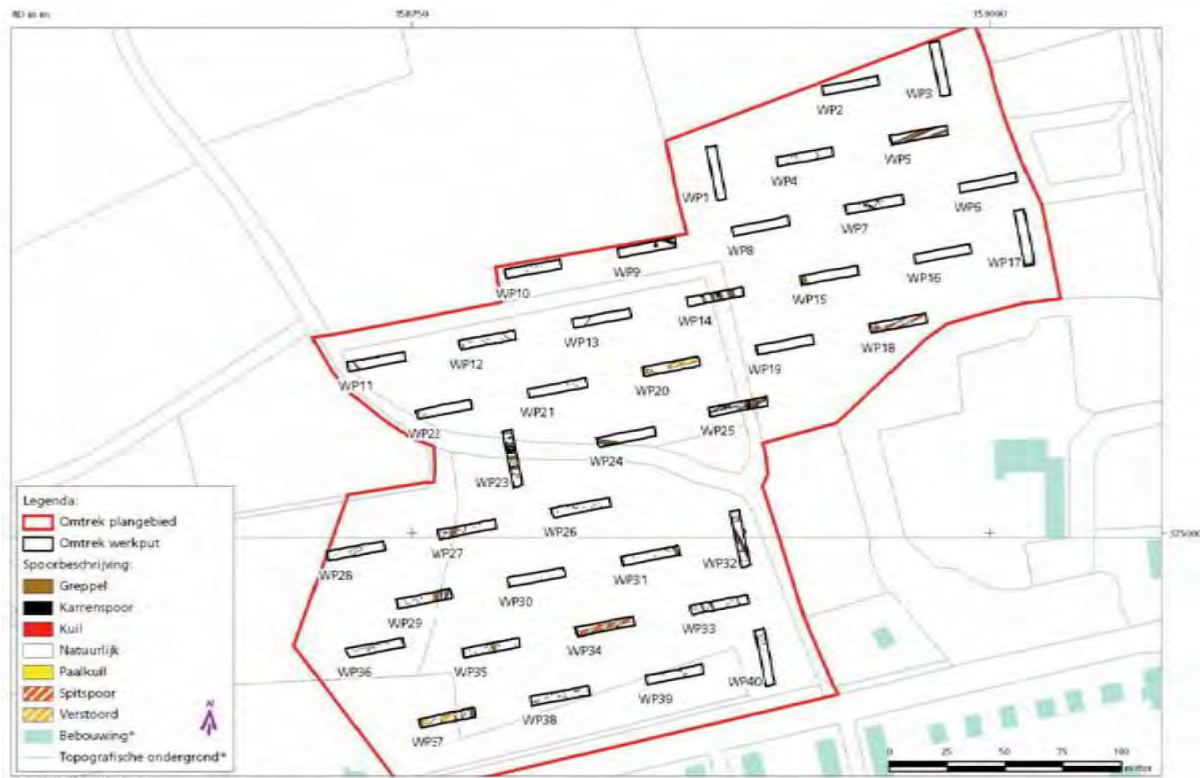 RD in m
158750
159000
WP3
WP2
WP5
WP4
WP1
WP6
WP7
WP8
WP17
WP9
WP16
WP10
WP15
WP14
WP13
WP18
WP12
WP19
WP11
WP20
WP21
WP25
WP22
WP24
WP23
WP26
375000
WP27
WP32
WP28
WP31
WP30
WP29
WP33
WP34
WP36
WP35
WP40
WP39
WP38
WP37
Legenda:
Omtrek plangebied
Omtrek werkput
Spoorbeschrijving:
Greppel
Karrenspoor
Kuil
Natuurlijk
Paalkuil
Spitspoor
Verstoord
N
Bebouwing*
Topografische ondergrond*
0 25 50 75 100
meter